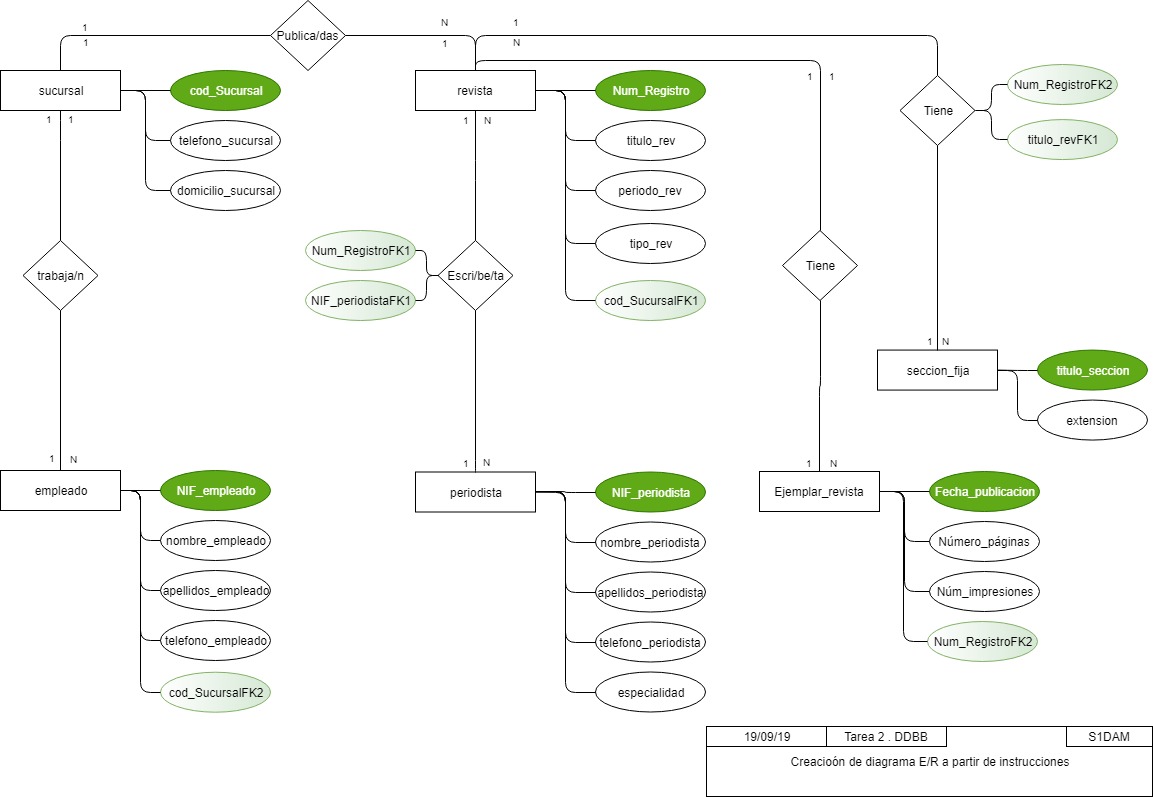 1
1
Publica/das
N
1
1
N
sucursal
cod_Sucursal
telefono_sucursal
domicilio_sucursal
1
1
revista
Num_Registro
titulo_rev
periodo_rev
tipo_rev
cod_SucursalFK1
1
N
1
1
Tiene
Num_RegistroFK2
titulo_revFK1
trabaja/n
Num_RegistroFK1
NIF_periodistaFK1
Escri/be/ta
Tiene
1
N
seccion_fija
titulo_seccion
extension
1
N
empleado
NIF_empleado
nombre_empleado
apellidos_empleado
telefono_empleado
cod_SucursalFK2
1
N
periodista
NIF_periodista
nombre_periodista
apellidos_periodista
telefono_periodista
especialidad
1
N
Ejemplar_revista
Fecha_publicacion
Número_páginas
Núm_impresiones
Num_RegistroFK2
19/09/19
Tarea 2 . DDBB
S1DAM
Creacioón de diagrama E/R a partir de instrucciones